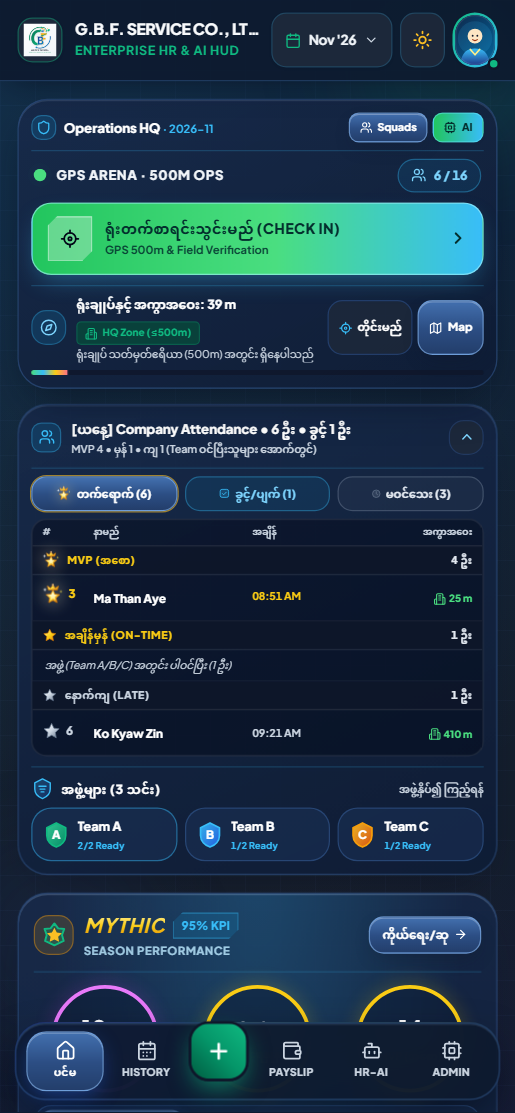 G.B.F. SERVICE CO., LT...
ENTERPRISE HR & AI HUD
Nov '26
Operations HQ · 2026-11
Squads
AI
GPS ARENA · 500M OPS
6 / 16
ရုံးတက်စာရင်းသွင်းမည် (CHECK IN)
GPS 500m & Field Verification
ရုံးချုပ်နှင့် အကွာအဝေး: 39 m
HQ Zone (≤500m)
ရုံးချုပ် သတ်မှတ်ဧရိယာ (500m) အတွင်း ရှိနေပါသည်
တိုင်းမည်
Map
[ယနေ့] Company Attendance ● 6 ဦး ● ခွင့် 1 ဦး
MVP 4 ● မှန် 1 ● ကျ 1 (Team ဝင်ပြီးသူများ အောက်တွင်)
တက်ရောက် (6)
ခွင့်/ပျက် (1)
မဝင်သေး (3)
# နာမည် အချိန် အကွာအဝေး
MVP (အစော) 4 ဦး
3 Ma Than Aye 08:51 AM 25 m
အချိန်မှန် (ON-TIME) 1 ဦး
အဖွဲ့ (Team A/B/C) အတွင်း ပါဝင်ပြီး (1 ဦး)
နောက်ကျ (LATE) 1 ဦး
6 Ko Kyaw Zin 09:21 AM 410 m
အဖွဲ့များ (3 သင်း)
အဖွဲ့နှိပ်၍ ကြည့်ရန်
A Team A
2/2 Ready
B Team B
1/2 Ready
C Team C
1/2 Ready
MYTHIC 95% KPI
SEASON PERFORMANCE
ကိုယ်ရေး/ဆု →
ပင်မ
HISTORY
PAYSLIP
HR-AI
ADMIN